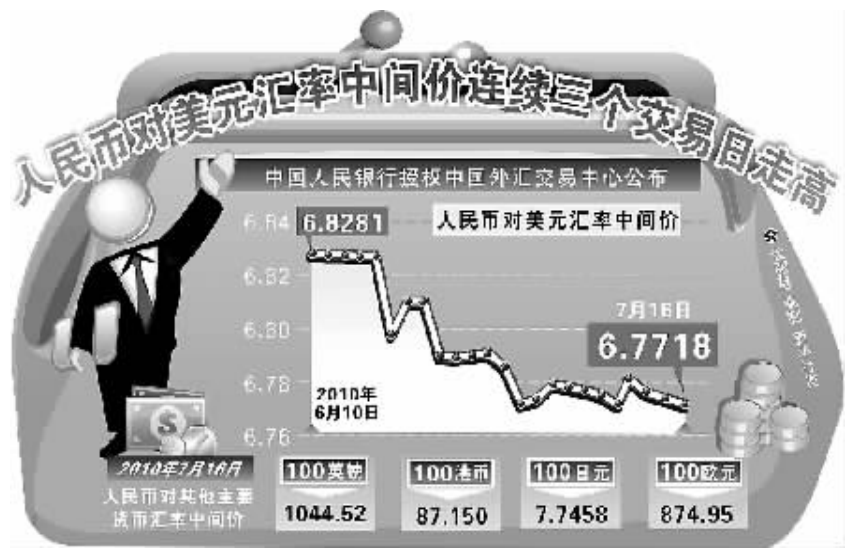 人民币对美元汇率中间价连续三个交易日走高
中国人民银行授权中国外汇交易中心公布
人民币对美元汇率中间价
6.84
6.8281
6.82
6.80
6.78
6.76
2010年
6月10日
7月16日
6.7718
2010年7月16日
人民币对其他主要
货币汇率中间价
100英镑
1044.52
100港币
87.150
100日元
7.7458
100欧元
874.95